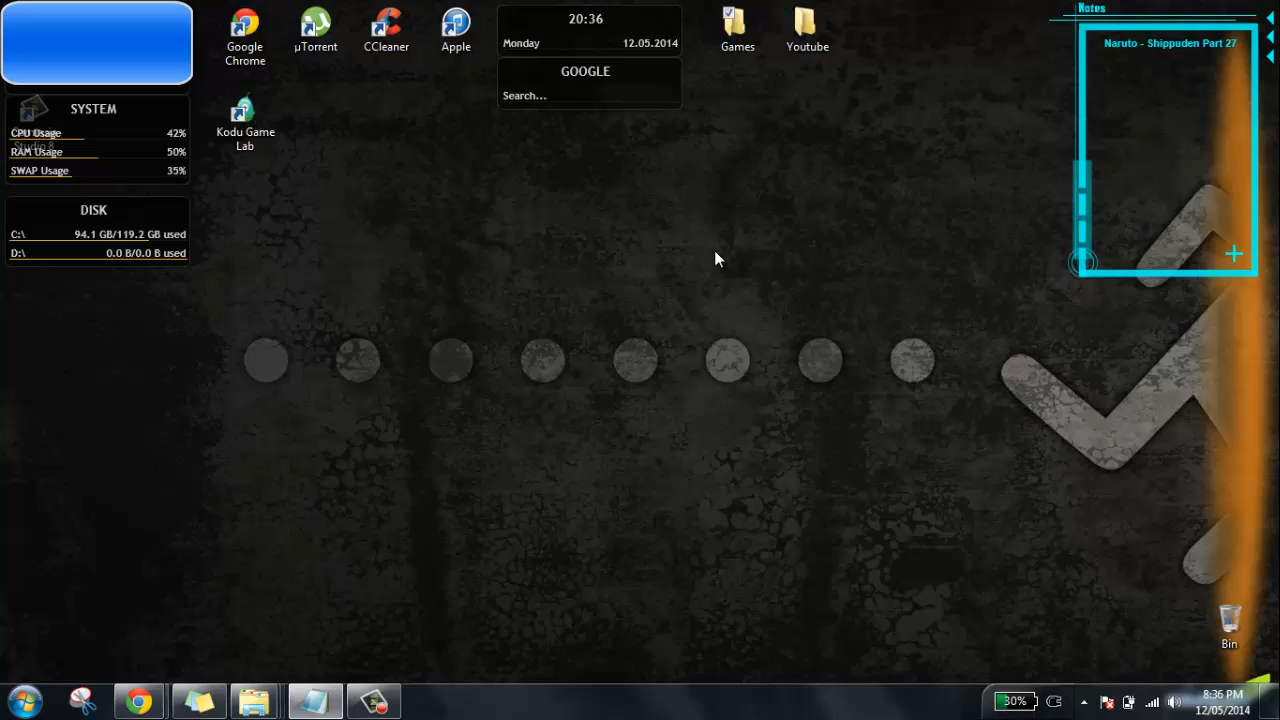 Google
Chrome
µTorrent
CCleaner
Apple
20:36
Monday 12.05.2014
GOOGLE
Search...
Games
Youtube
Notes
Naruto - Shippuden Part 27
SYSTEM
CPU Usage 42%
Studio 8
RAM Usage 50%
SWAP Usage 35%
Kodu Game
Lab
DISK
C:\ 94.1 GB/119.2 GB used
D:\ 0.0 B/0.0 B used
Bin
30%
8:36 PM
12/05/2014